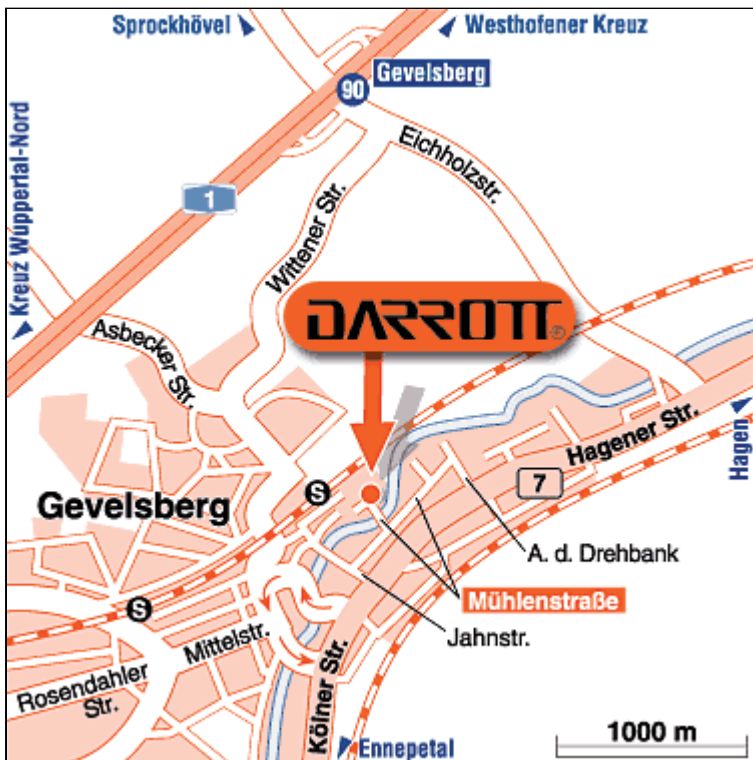 Sprockhövel
Westhofener Kreuz
Gevelsberg
90
Eichholzstr.
Kreuz Wuppertal-Nord
1
Wittener Str.
DARROTT
Asbecker Str.
Hagener Str.
Hagen
7
S
Gevelsberg
A. d. Drehbank
Mühlenstraße
S
Jahnstr.
Mittelstr.
Rosendahler
Str.
Kölner Str.
1000 m
Ennepetal